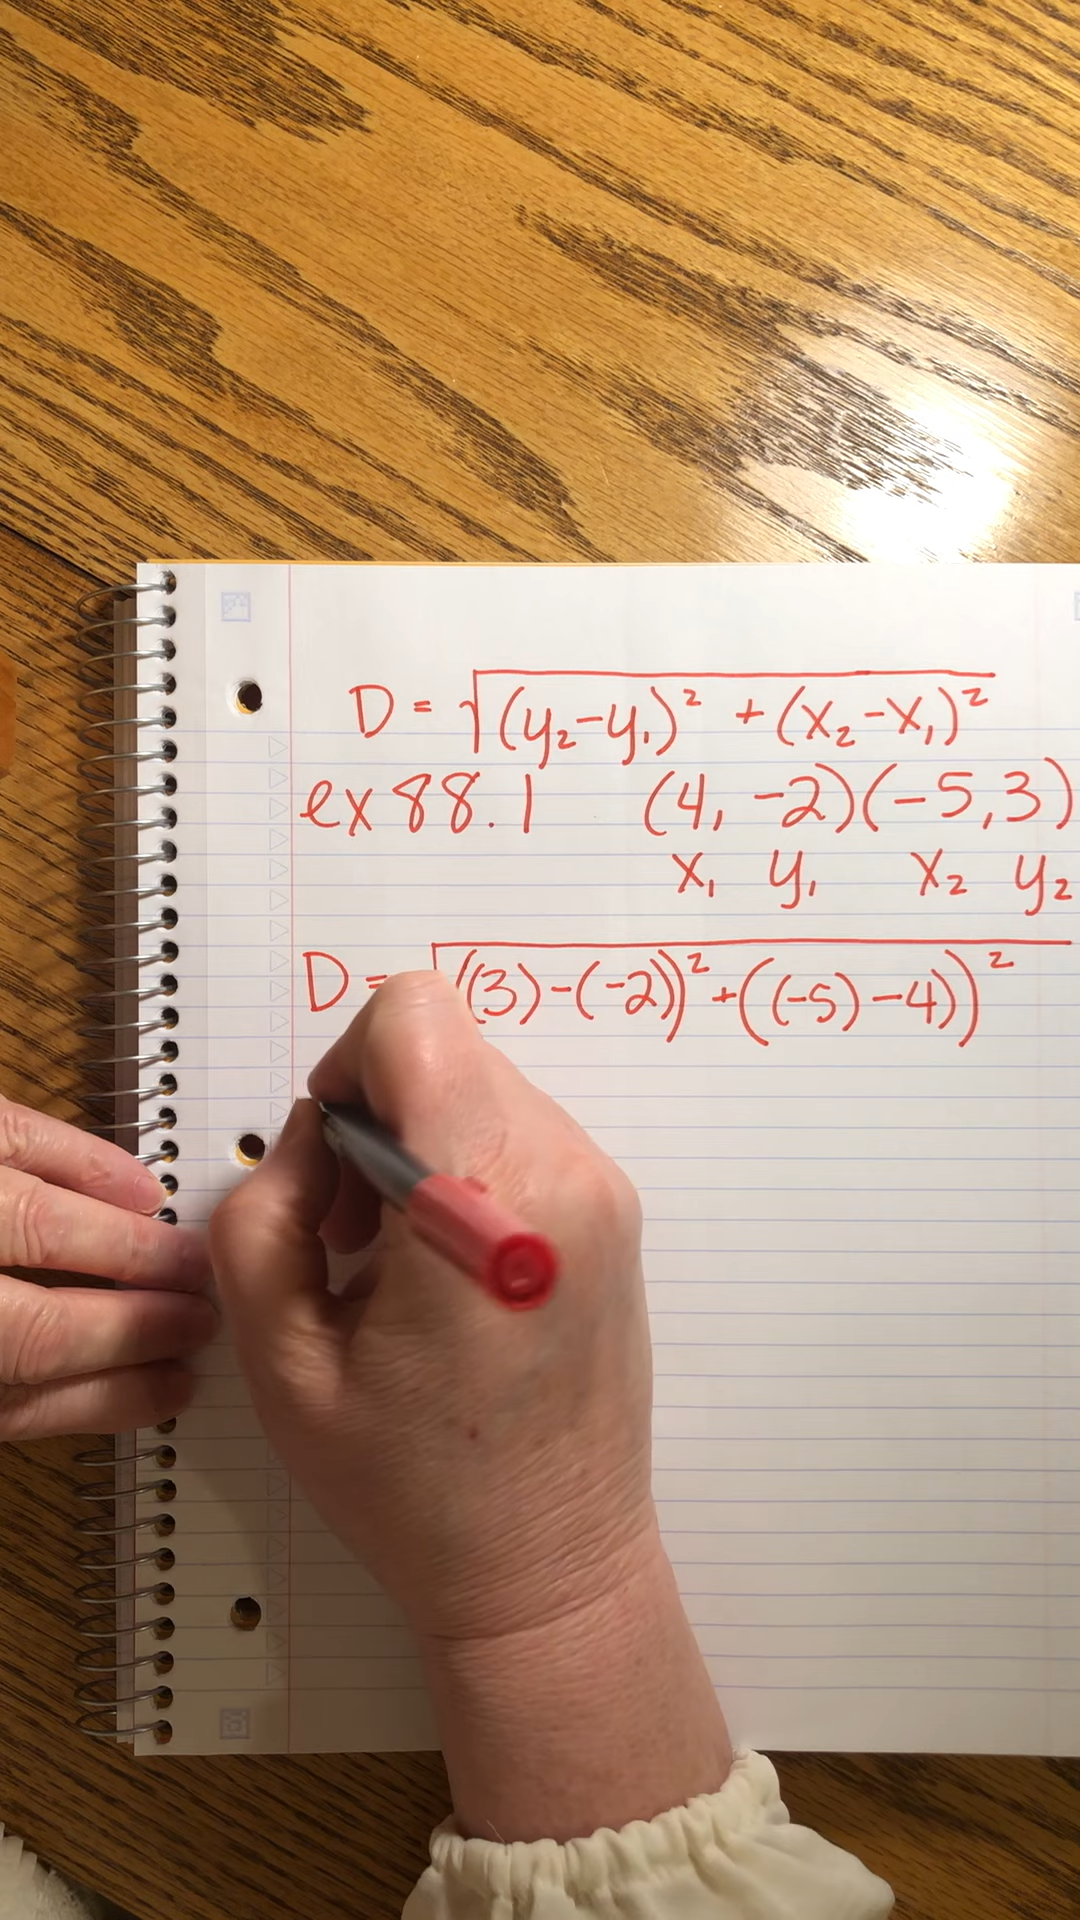 D = √(y₂-y₁)² + (x₂-x₁)²
ex 88.1 (4, -2)(-5,3)
x₁ y₁ x₂ y₂
D = √((3)-(-2))²+((-5)-4))²